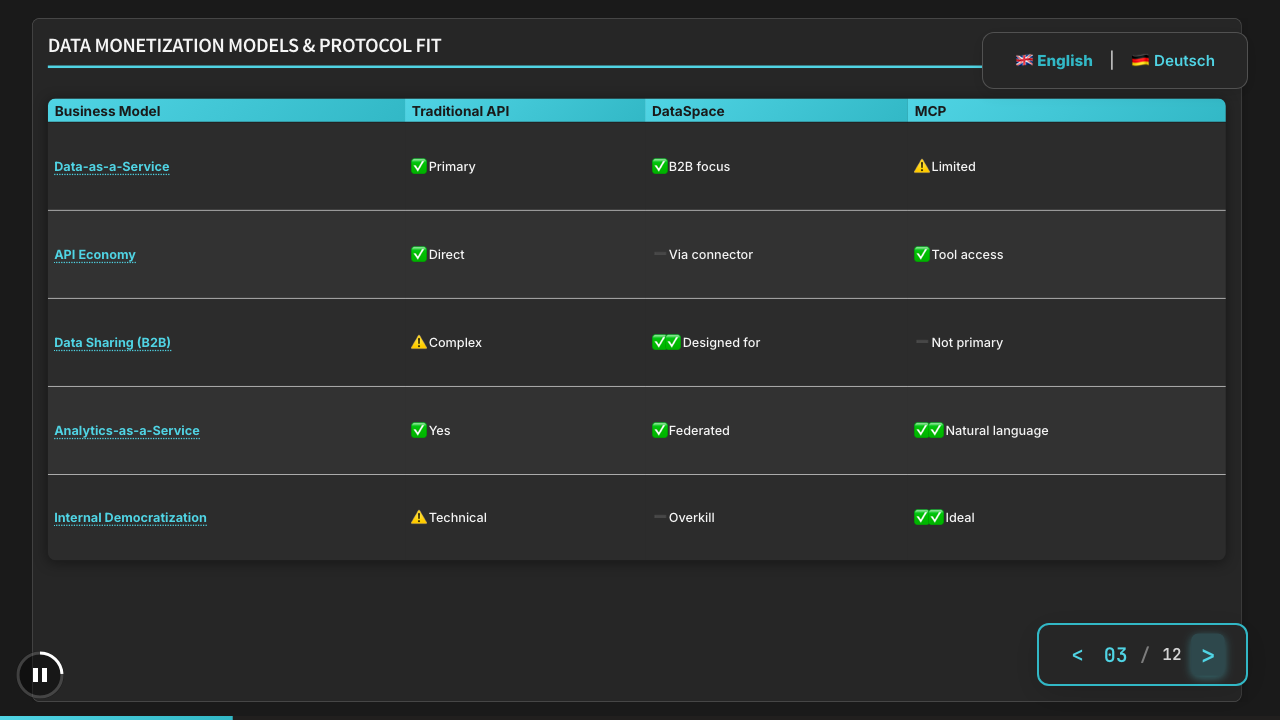 DATA MONETIZATION MODELS & PROTOCOL FIT
🇬🇧 English | 🇩🇪 Deutsch
Business Model Traditional API DataSpace MCP
Data-as-a-Service ✅ Primary ✅ B2B focus ⚠️ Limited
API Economy ✅ Direct ➖ Via connector ✅ Tool access
Data Sharing (B2B) ⚠️ Complex ✅✅ Designed for ➖ Not primary
Analytics-as-a-Service ✅ Yes ✅ Federated ✅✅ Natural language
Internal Democratization ⚠️ Technical ➖ Overkill ✅✅ Ideal
< 03 / 12 >